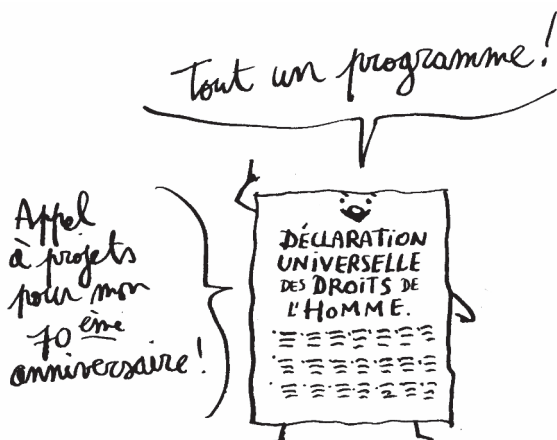 Tout un programme !
Appel
à projets
pour mon
70ème
anniversaire !
DÉCLARATION
UNIVERSELLE
DES DROITS DE
L'HOMME.